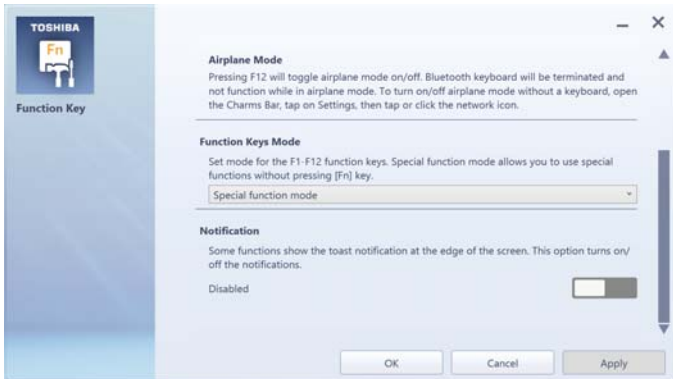 TOSHIBA
Fn
Function Key
Airplane Mode
Pressing F12 will toggle airplane mode on/off. Bluetooth keyboard will be terminated and
not function while in airplane mode. To turn on/off airplane mode without a keyboard, open
the Charms Bar, tap on Settings, then tap or click the network icon.
Function Keys Mode
Set mode for the F1-F12 function keys. Special function mode allows you to use special
functions without pressing [Fn] key.
Special function mode
Notification
Some functions show the toast notification at the edge of the screen. This option turns on/
off the notifications.
Disabled
OK
Cancel
Apply